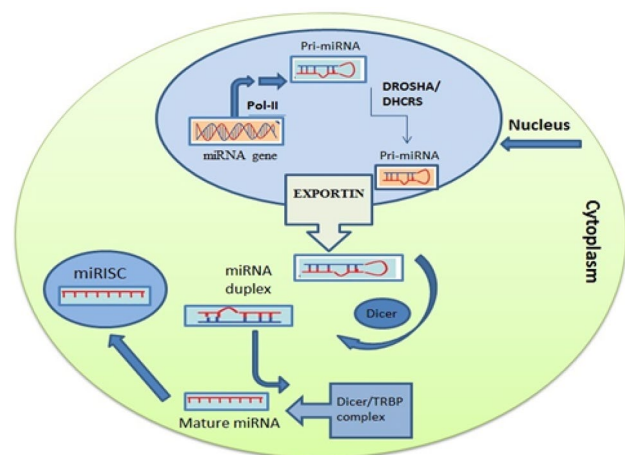 Pri-miRNA
DROSHA/
DHCRS
Pol-II
miRNA gene
Nucleus
Pri-miRNA
EXPORTIN
Cytoplasm
miRISC
miRNA
duplex
Dicer
Dicer/TRBP
complex
Mature miRNA